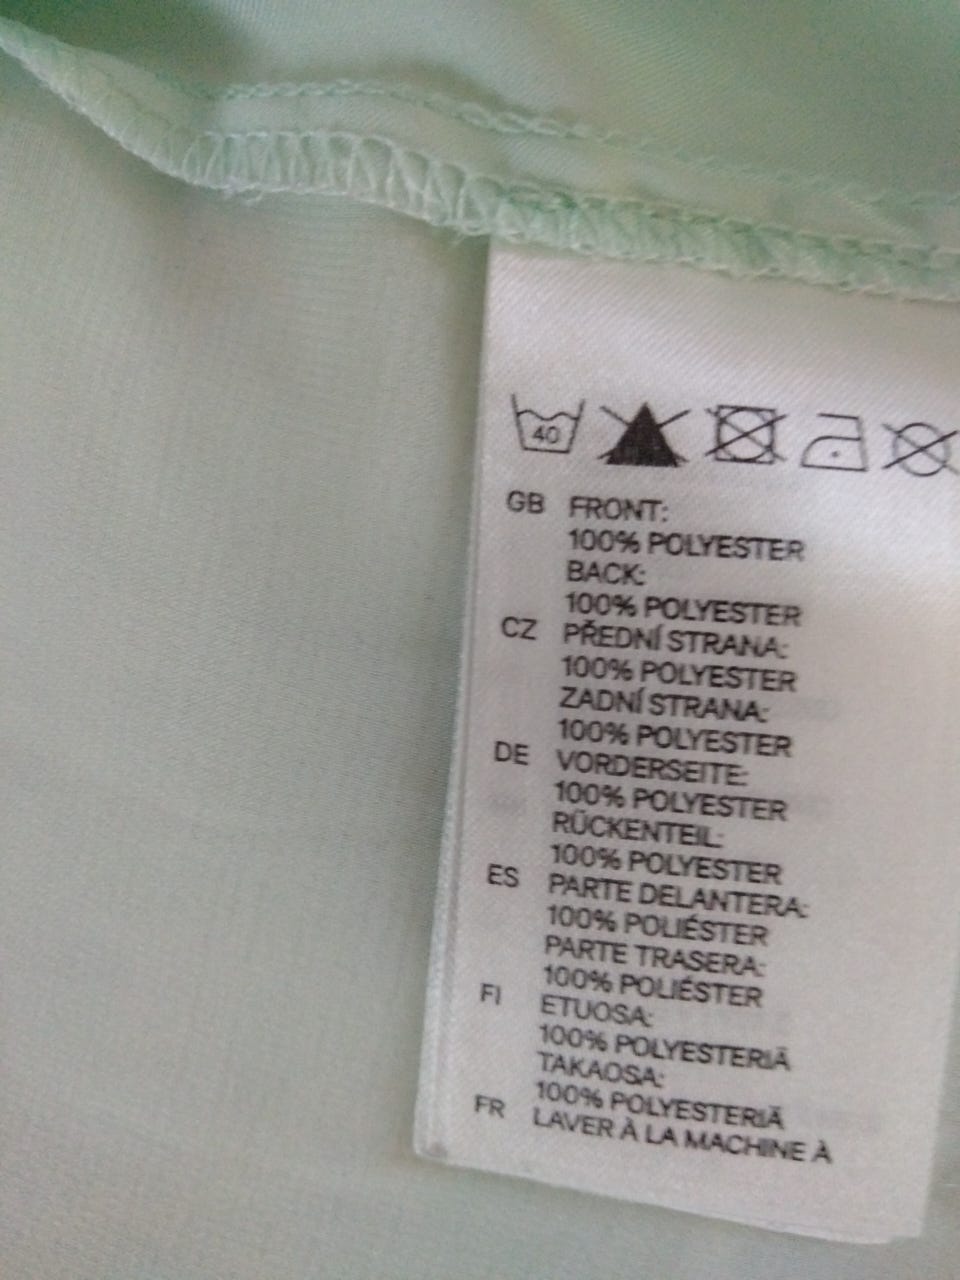 40
GB FRONT:
100% POLYESTER
BACK:
100% POLYESTER
CZ PŘEDNÍ STRANA:
100% POLYESTER
ZADNÍ STRANA:
100% POLYESTER
DE VORDERSEITE:
100% POLYESTER
RÜCKENTEIL:
100% POLYESTER
ES PARTE DELANTERA:
100% POLIÉSTER
PARTE TRASERA:
100% POLIÉSTER
FI ETUOSA:
100% POLYESTERIÄ
TAKAOSA:
100% POLYESTERIÄ
FR LAVER À LA MACHINE À